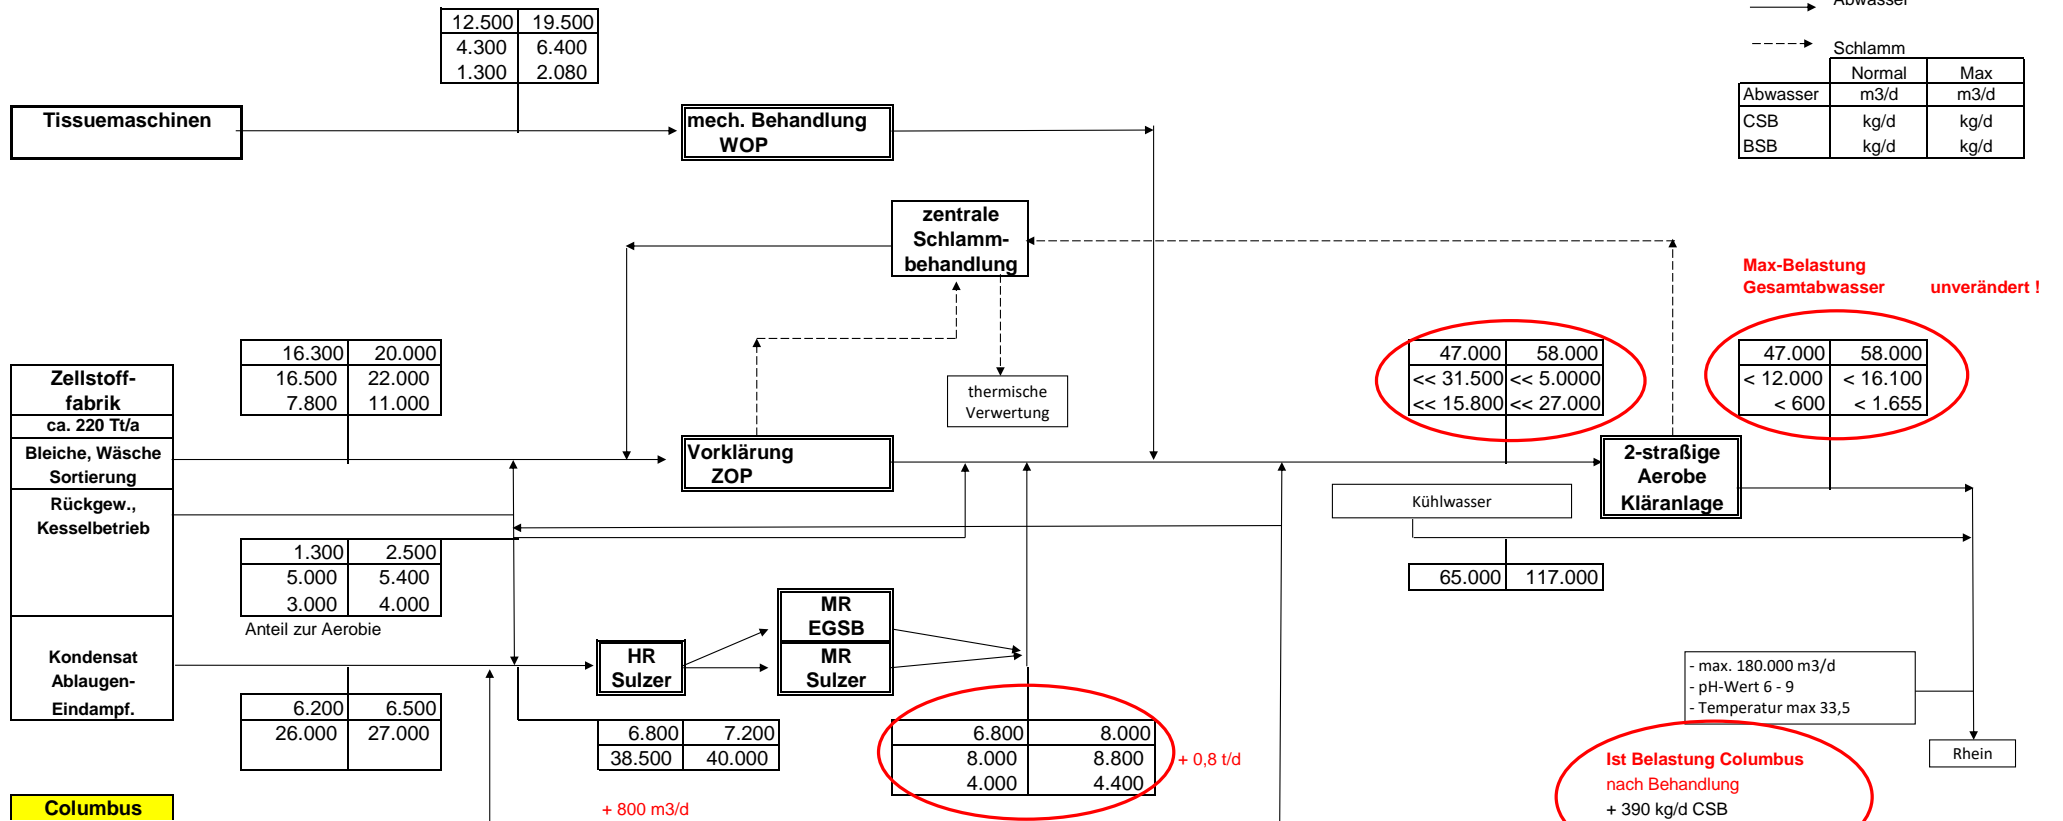 12.500 19.500
4.300 6.400
1.300 2.080
Abwasser
Schlamm
Normal Max
Abwasser m3/d m3/d
CSB kg/d kg/d
BSB kg/d kg/d
Tissuemaschinen
mech. Behandlung
WOP
zentrale
Schlamm-
behandlung
Max-Belastung
Gesamtabwasser unverändert !
16.300 20.000
16.500 22.000
7.800 11.000
thermische
Verwertung
47.000 58.000
<< 31.500 << 5.0000
<< 15.800 << 27.000
47.000 58.000
< 12.000 < 16.100
< 600 < 1.655
Zellstoff-
fabrik
ca. 220 Tt/a
Bleiche, Wäsche
Sortierung
Rückgew.,
Kesselbetrieb
Vorklärung
ZOP
2-straßige
Aerobe
Kläranlage
Kühlwasser
1.300 2.500
5.000 5.400
3.000 4.000
Anteil zur Aerobie
65.000 117.000
MR
EGSB
MR
Sulzer
HR
Sulzer
Kondensat
Ablaugen-
Eindampf.
6.200 6.500
26.000 27.000
6.800 7.200
38.500 40.000
6.800 8.000
8.000 8.800
4.000 4.400
+ 0,8 t/d
- max. 180.000 m3/d
- pH-Wert 6 - 9
- Temperatur max 33,5
Rhein
Ist Belastung Columbus
nach Behandlung
+ 390 kg/d CSB
Columbus
+ 800 m3/d